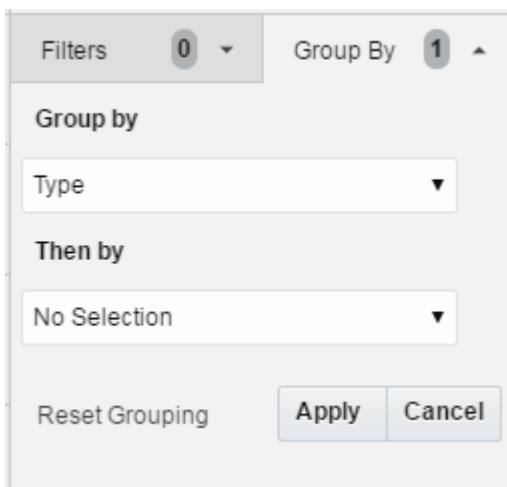 Filters 0 Group By 1
Group by
Type
Then by
No Selection
Reset Grouping Apply Cancel